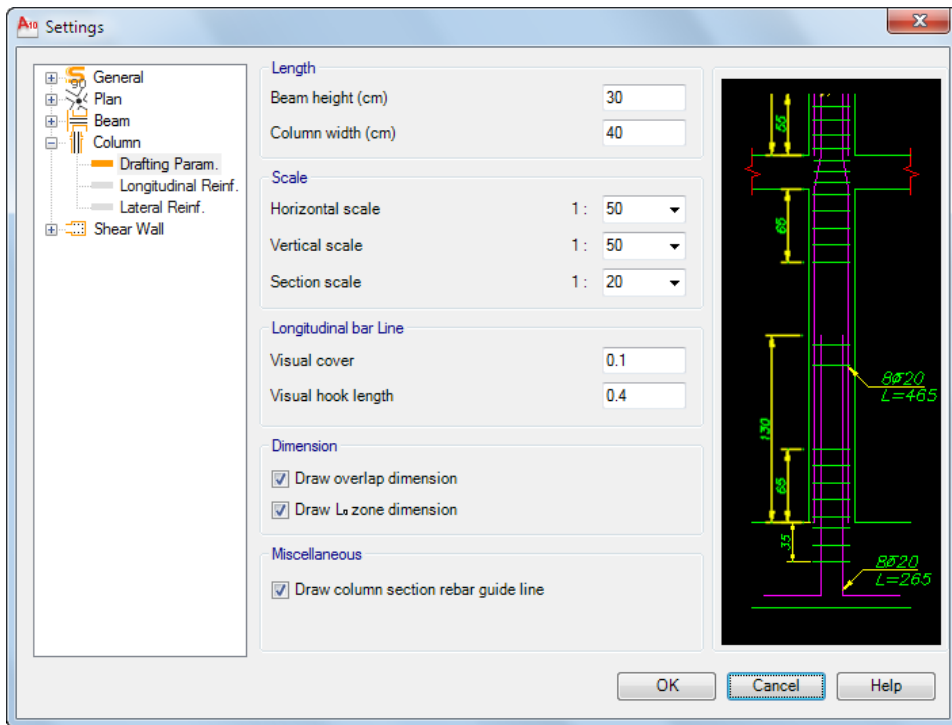 A10 Settings
General
Plan
Beam
Column
Drafting Param.
Longitudinal Reinf.
Lateral Reinf.
Shear Wall
Length
Beam height (cm) 30
Column width (cm) 40
Scale
Horizontal scale 1 : 50
Vertical scale 1 : 50
Section scale 1 : 20
Longitudinal bar Line
Visual cover 0.1
Visual hook length 0.4
Dimension
Draw overlap dimension
Draw L₀ zone dimension
Miscellaneous
Draw column section rebar guide line
65
8Ø20
L=465
130
65
35
8Ø20
L=265
OK Cancel Help